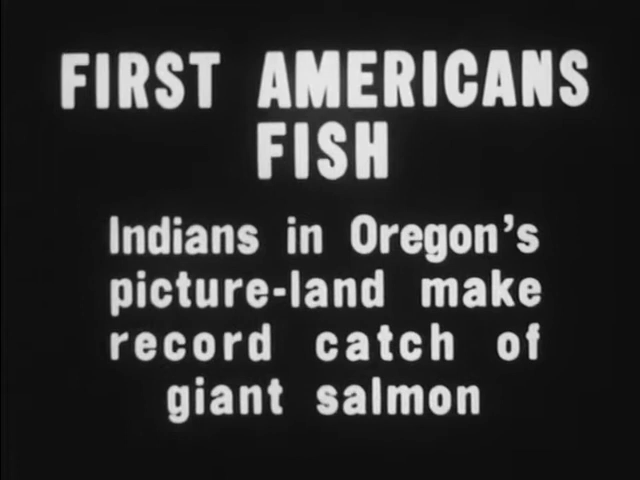 FIRST AMERICANS
FISH
Indians in Oregon's
picture-land make
record catch of
giant salmon